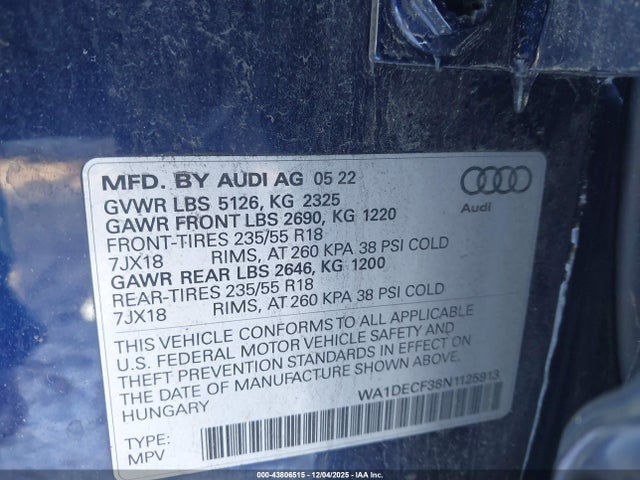 MFD. BY AUDI AG 05 22
Audi
GVWR LBS 5126, KG 2325
GAWR FRONT LBS 2690, KG 1220
FRONT-TIRES 235/55 R18
7JX18 RIMS, AT 260 KPA 38 PSI COLD
GAWR REAR LBS 2646, KG 1200
REAR-TIRES 235/55 R18
7JX18 RIMS, AT 260 KPA 38 PSI COLD
THIS VEHICLE CONFORMS TO ALL APPLICABLE
U.S. FEDERAL MOTOR VEHICLE SAFETY AND
THEFT PREVENTION STANDARDS IN EFFECT ON
THE DATE OF MANUFACTURE SHOWN ABOVE.
HUNGARY
WA1DECF38N1125913
TYPE:
MPV
000-43806515 - 12/04/2025 - IAA Inc.